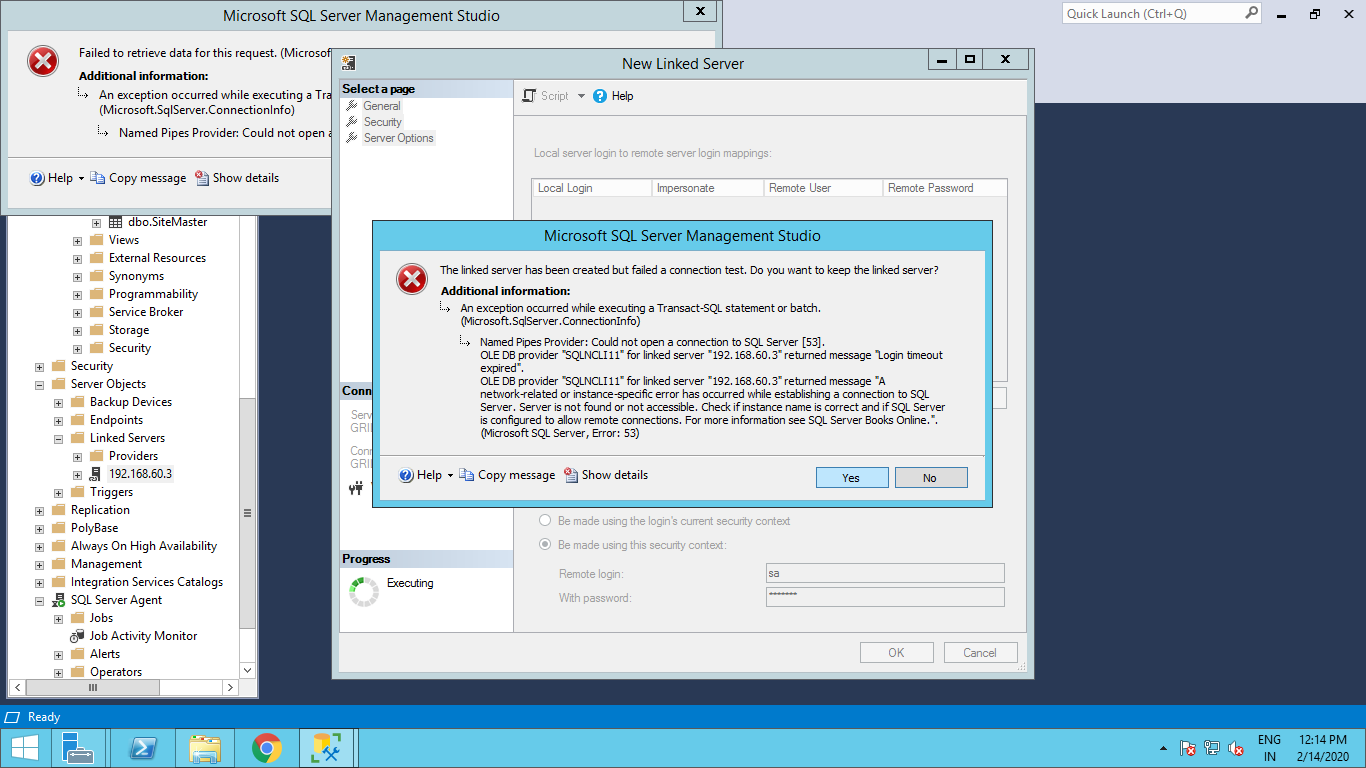 Microsoft SQL Server Management Studio
Quick Launch (Ctrl+Q)
Failed to retrieve data for this request. (Microsof
Additional information:
An exception occurred while executing a Tra
(Microsoft.SqlServer.ConnectionInfo)
Named Pipes Provider: Could not open a
Help
Copy message
Show details
dbo.SiteMaster
Views
External Resources
Synonyms
Programmability
Service Broker
Storage
Security
Security
Server Objects
Backup Devices
Endpoints
Linked Servers
Providers
192.168.60.3
Triggers
Replication
PolyBase
Always On High Availability
Management
Integration Services Catalogs
SQL Server Agent
Jobs
Job Activity Monitor
Alerts
Operators
New Linked Server
Select a page
General
Security
Server Options
Script
Help
Local server login to remote server login mappings:
Local Login Impersonate Remote User Remote Password
Microsoft SQL Server Management Studio
The linked server has been created but failed a connection test. Do you want to keep the linked server?
Additional information:
An exception occurred while executing a Transact-SQL statement or batch.
(Microsoft.SqlServer.ConnectionInfo)
Named Pipes Provider: Could not open a connection to SQL Server [53].
OLE DB provider "SQLNCLI11" for linked server "192.168.60.3" returned message "Login timeout
expired".
OLE DB provider "SQLNCLI11" for linked server "192.168.60.3" returned message "A
network-related or instance-specific error has occurred while establishing a connection to SQL
Server. Server is not found or not accessible. Check if instance name is correct and if SQL Server
is configured to allow remote connections. For more information see SQL Server Books Online.".
(Microsoft SQL Server, Error: 53)
Help
Copy message
Show details
Yes
No
Conn
Serv
GRI
Conn
GRI
Be made using the login's current security context
Be made using this security context:
Remote login:
sa
With password:
*******
Progress
Executing
OK
Cancel
Ready
ENG
IN
12:14 PM
2/14/2020